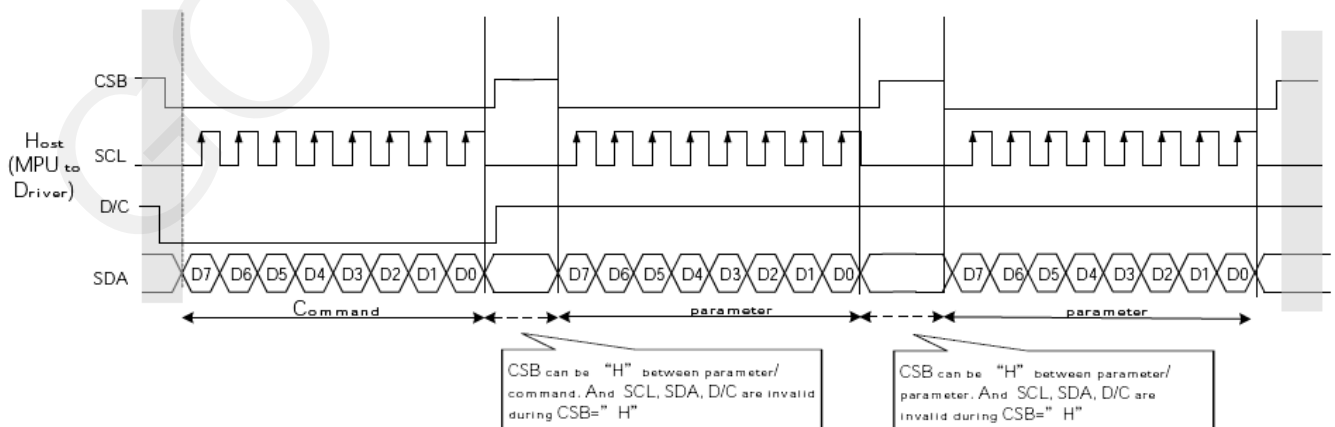 CSB
Host
(MPU to
Driver)
SCL
D/C
SDA
D7 D6 D5 D4 D3 D2 D1 D0
D7 D6 D5 D4 D3 D2 D1 D0
D7 D6 D5 D4 D3 D2 D1 D0
Command
parameter
parameter
CSB can be “H” between parameter/
command. And SCL, SDA, D/C are invalid
during CSB=” H”
CSB can be “H” between parameter/
parameter. And SCL, SDA, D/C are
invalid during CSB=” H”